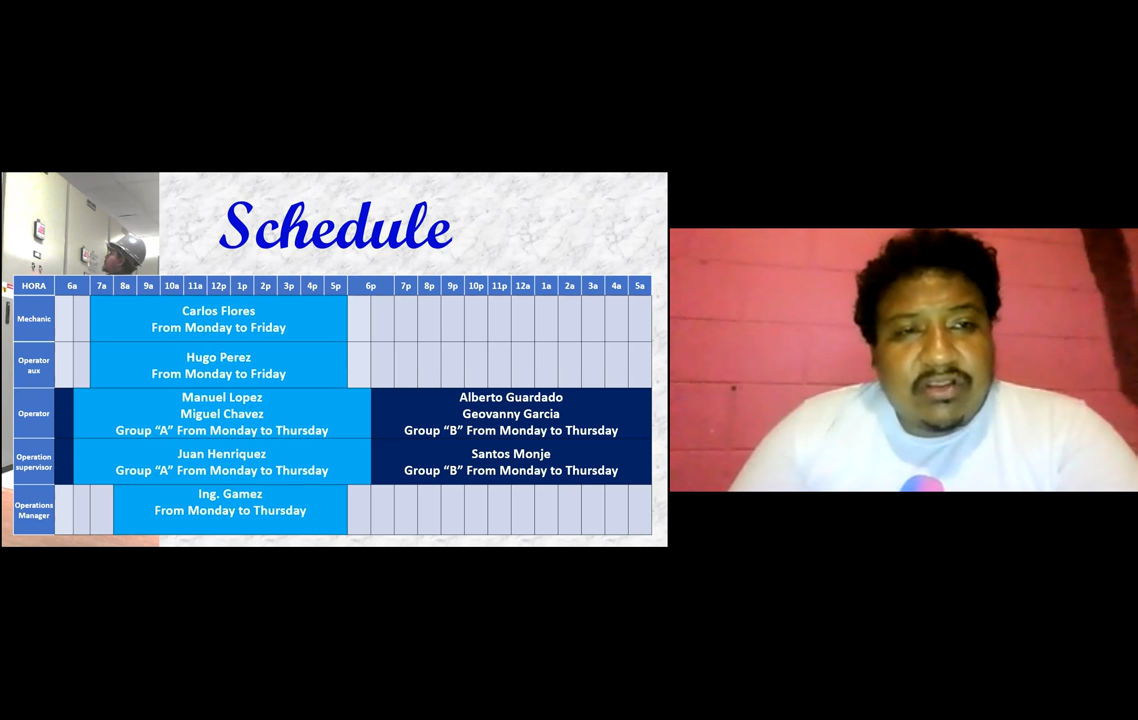 Schedule
HORA 6a 7a 8a 9a 10a 11a 12p 1p 2p 3p 4p 5p 6p 7p 8p 9p 10p 11p 12a 1a 2a 3a 4a 5a
Mechanic
Carlos Flores
From Monday to Friday
Operator
aux
Hugo Perez
From Monday to Friday
Operator
Manuel Lopez
Miguel Chavez
Group “A” From Monday to Thursday
Alberto Guardado
Geovanny Garcia
Group “B” From Monday to Thursday
Operation
supervisor
Juan Henriquez
Group “A” From Monday to Thursday
Santos Monje
Group “B” From Monday to Thursday
Operations
Manager
Ing. Gamez
From Monday to Thursday